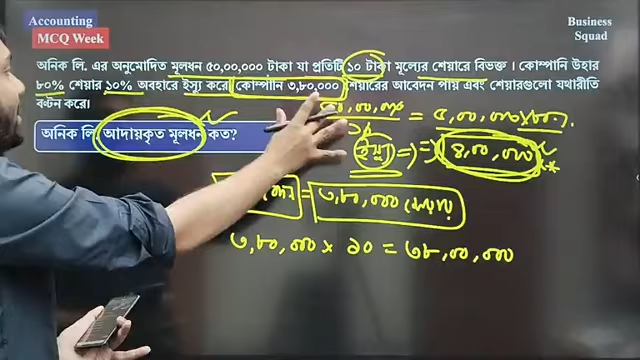 Accounting
MCQ Week
Business
Squad
অনিক লি. এর অনুমোদিত মূলধন ৫০,০০,০০০ টাকা যা প্রতিটি ১০ টাকা মূল্যের শেয়ারে বিভক্ত । কোম্পানি উহার
৮০% শেয়ার ১০% অবহারে ইস্যু করে। কোম্পানি ৩,৮০,০০০ শেয়ারের আবেদন পায় এবং শেয়ারগুলো যথারীতি
বণ্টন করে।
= ৫,০০,০০০ × ৮০%
অনিক লি. আদায়কৃত মূলধন কত?
ইস্যু => => ৪,০০,০০০
= ৩,৮০,০০০ শেয়ার
৩,৮০,০০০ × ১০ = ৩৮,০০,০০০